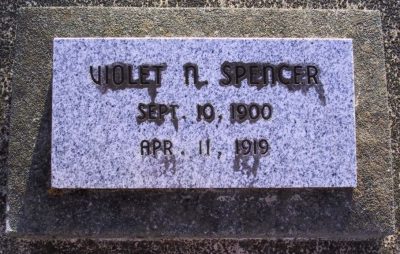 VIOLET N. SPENCER
SEPT. 10, 1900
APR. 11, 1919